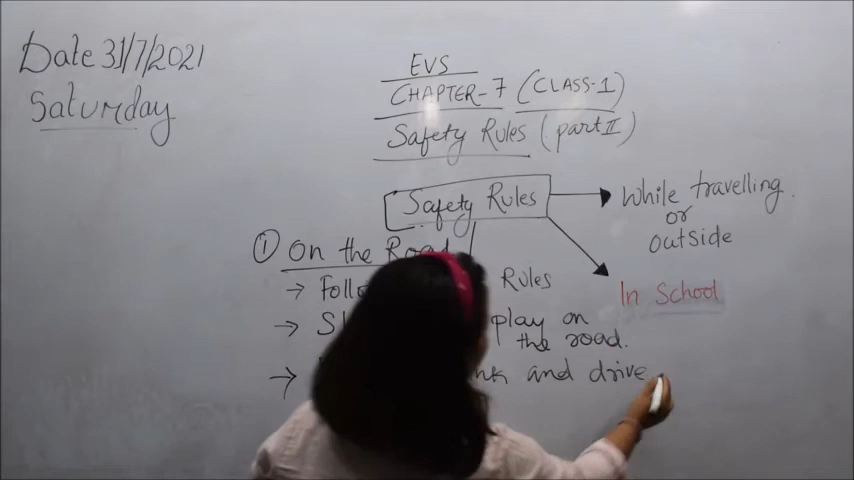 Date 31/7/2021
Saturday
EVS
CHAPTER-7 (CLASS-1)
Safety Rules (part II)
Safety Rules
While travelling
or
outside
In School
① On the Road
→ Rules
→ play on
the road.
→ and drive